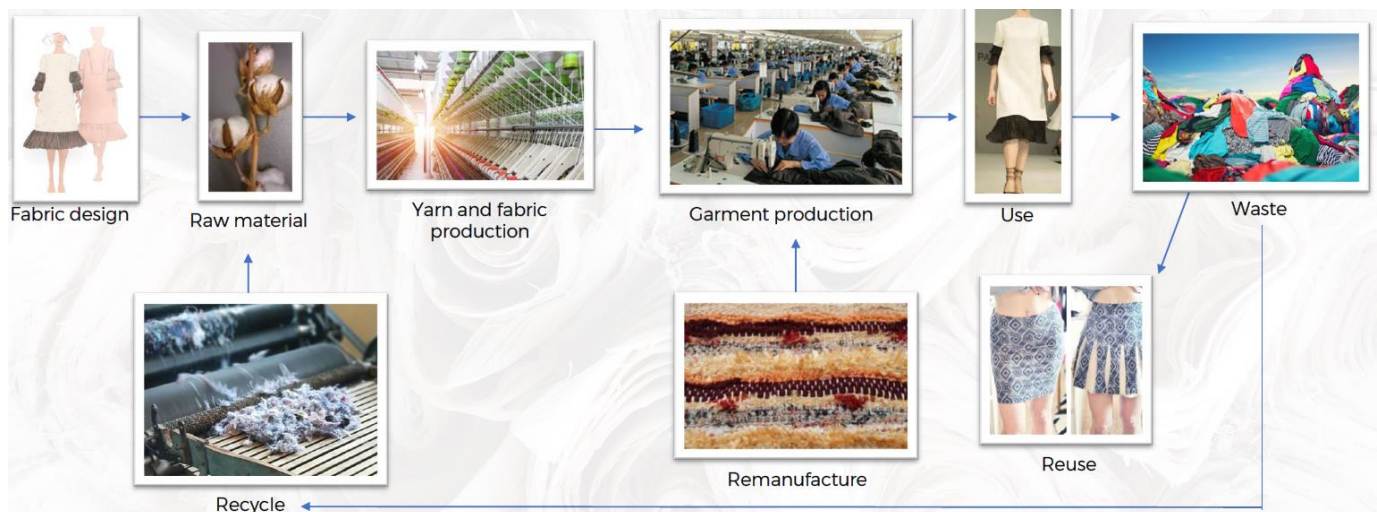 Fabric design
Raw material
Yarn and fabric
production
Garment production
Use
Waste
Recycle
Remanufacture
Reuse